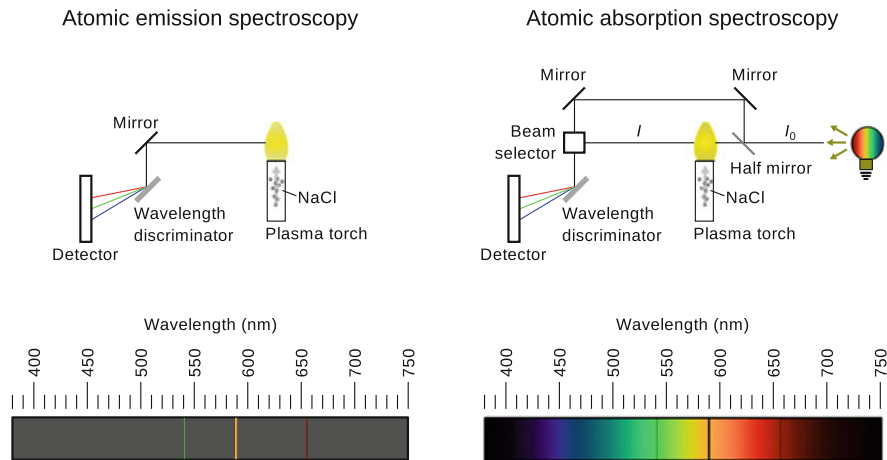 Atomic emission spectroscopy
Mirror
NaCl
Wavelength
discriminator
Plasma torch
Detector
Wavelength (nm)
400 450 500 550 600 650 700 750
Atomic absorption spectroscopy
Mirror Mirror
Beam
selector
I
I₀
Half mirror
NaCl
Wavelength
discriminator
Plasma torch
Detector
Wavelength (nm)
400 450 500 550 600 650 700 750